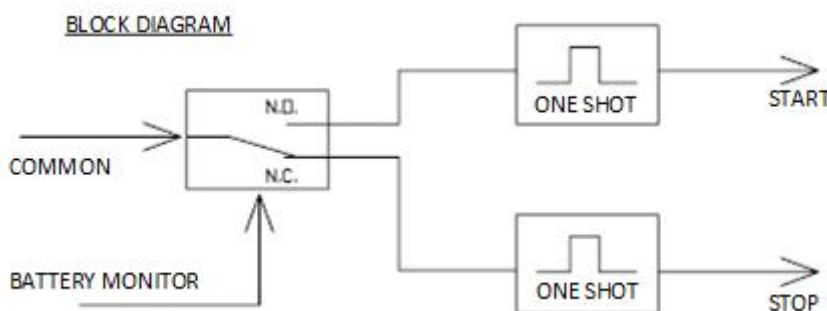 BLOCK DIAGRAM
N.O.
ONE SHOT
START
COMMON
N.C.
BATTERY MONITOR
ONE SHOT
STOP